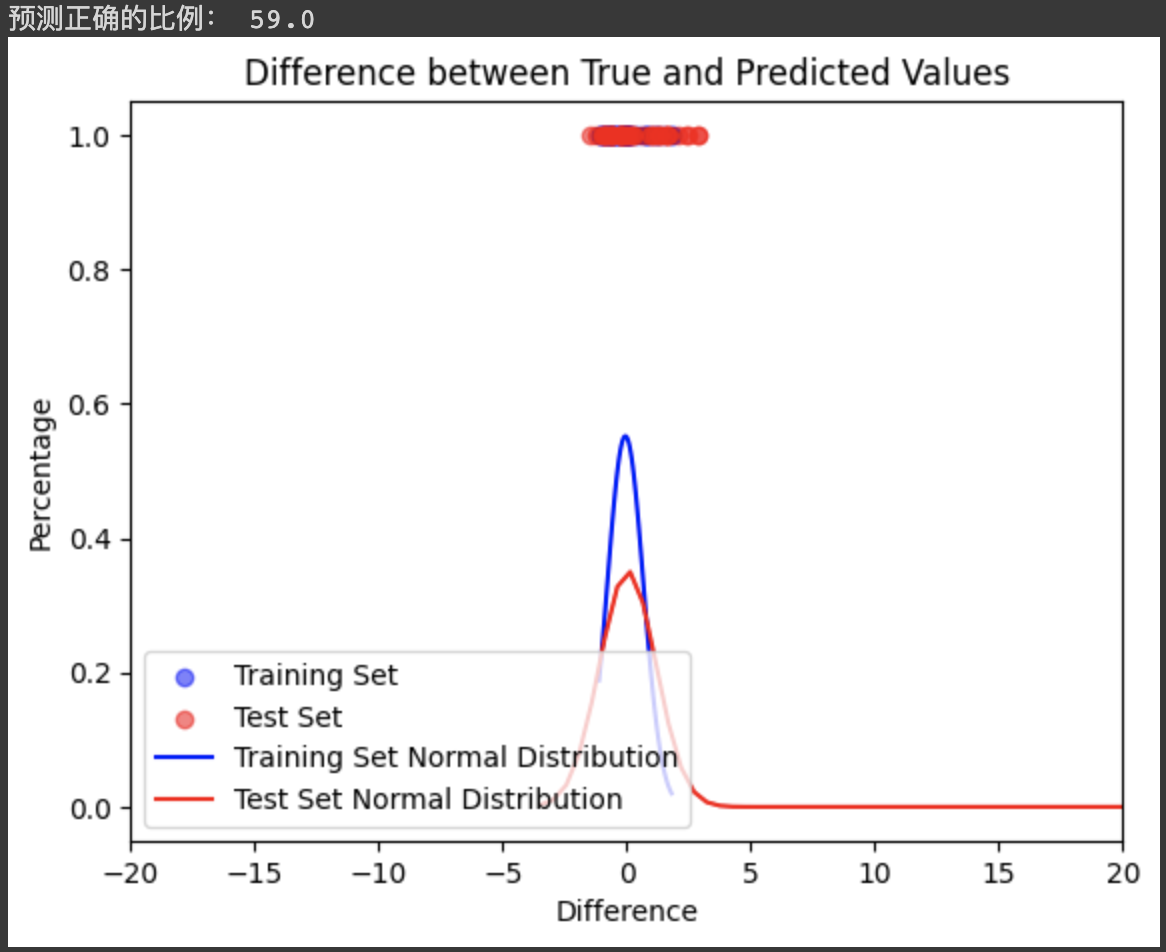 预测正确的比例： 59.0
Difference between True and Predicted Values
1.0
0.8
0.6
0.4
0.2
0.0
Percentage
Training Set
Test Set
Training Set Normal Distribution
Test Set Normal Distribution
−20 −15 −10 −5 0 5 10 15 20
Difference